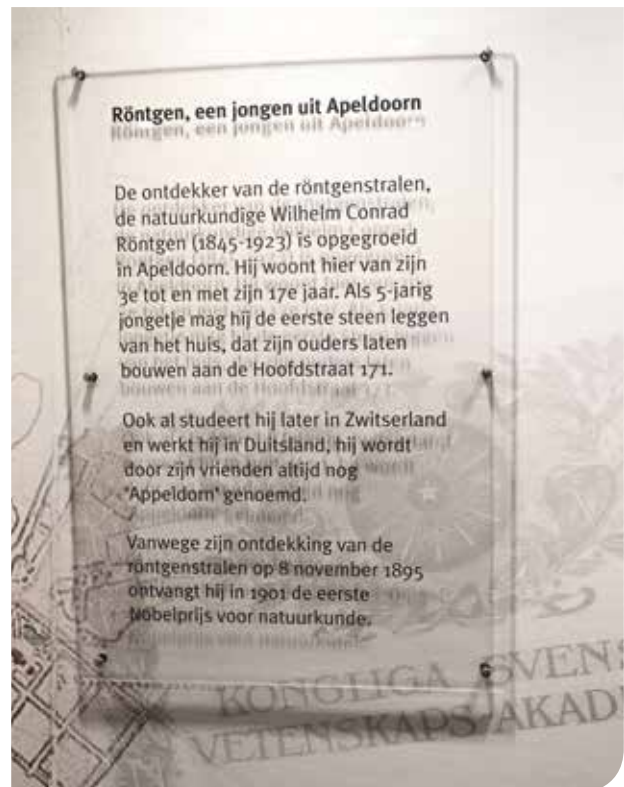 Röntgen, een jongen uit Apeldoorn
De ontdekker van de röntgenstralen,
de natuurkundige Wilhelm Conrad
Röntgen (1845-1923) is opgegroeid
in Apeldoorn. Hij woont hier van zijn
3e tot en met zijn 17e jaar. Als 5-jarig
jongetje mag hij de eerste steen leggen
van het huis, dat zijn ouders laten
bouwen aan de Hoofdstraat 171.
Ook al studeert hij later in Zwitserland
en werkt hij in Duitsland, hij wordt
door zijn vrienden altijd nog
'Appeldorn' genoemd.
Vanwege zijn ontdekking van de
röntgenstralen op 8 november 1895
ontvangt hij in 1901 de eerste
Nobelprijs voor natuurkunde.
KONGLIGA SVENS
VETENSKAPS AKAD